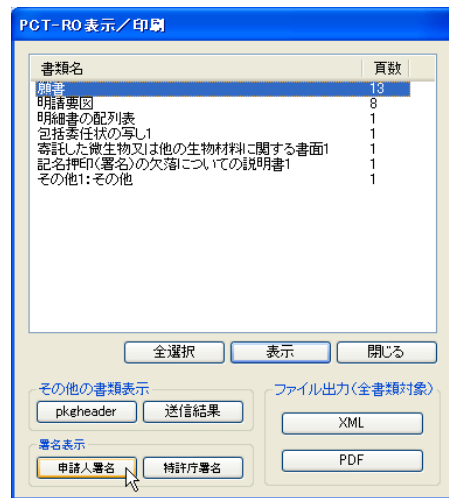 PCT-RO表示／印刷
書類名 頁数
願書 13
明請要図 8
明細書の配列表 1
包括委任状の写し1 1
寄託した微生物又は他の生物材料に関する書面1 1
記名押印(署名)の欠落についての説明書1 1
その他1:その他 1
全選択 表示 閉じる
その他の書類表示
pkgheader 送信結果
署名表示
申請人署名 特許庁署名
ファイル出力(全書類対象)
XML
PDF